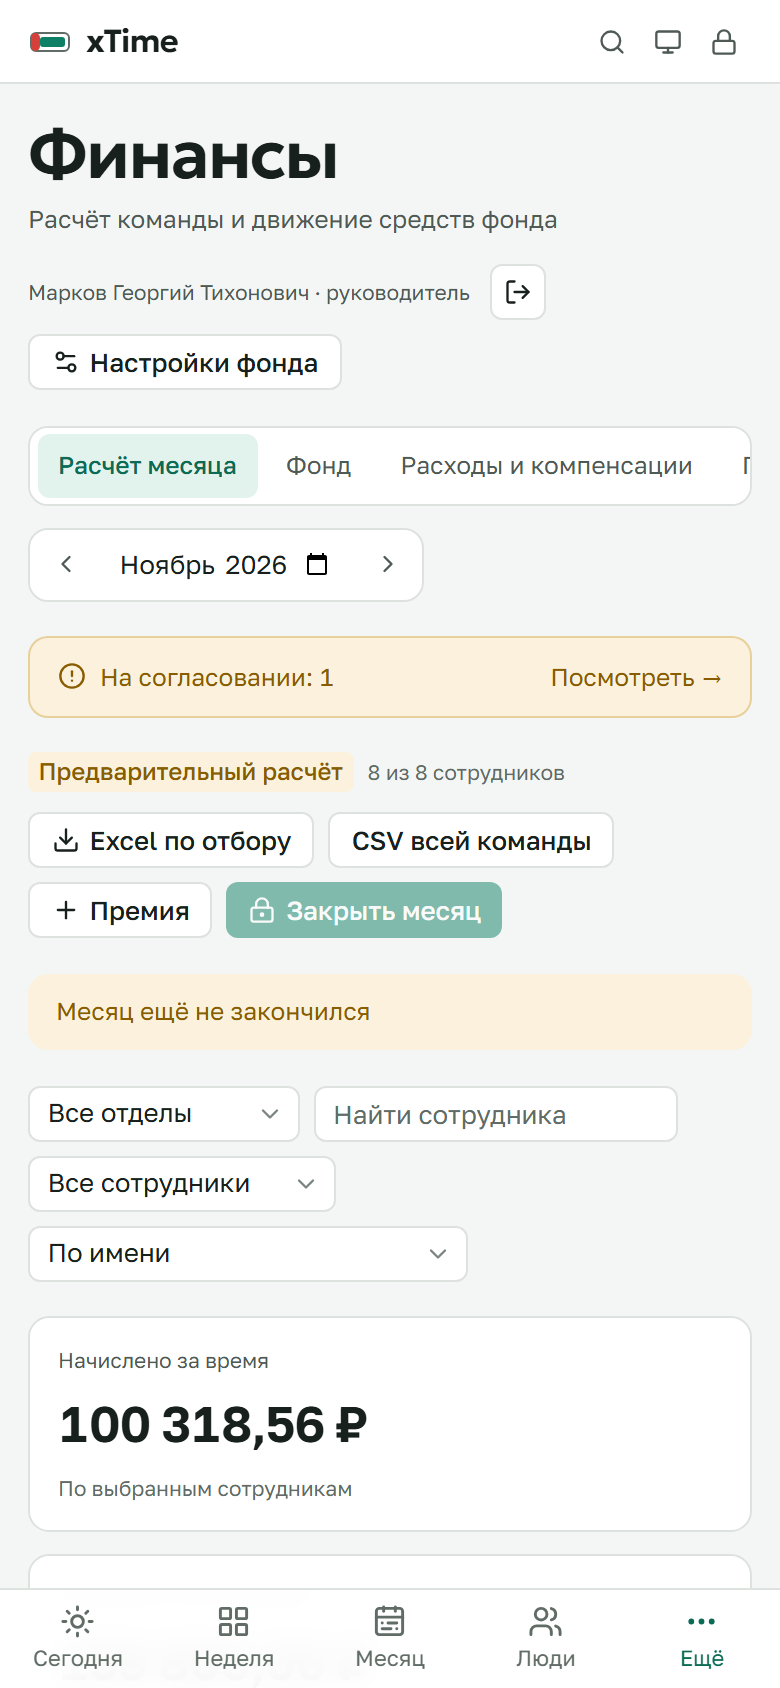 xTime
Финансы
Расчёт команды и движение средств фонда
Марков Георгий Тихонович · руководитель
Настройки фонда
Расчёт месяца Фонд Расходы и компенсации
Ноябрь 2026
На согласовании: 1 Посмотреть →
Предварительный расчёт 8 из 8 сотрудников
Excel по отбору CSV всей команды
Премия Закрыть месяц
Месяц ещё не закончился
Все отделы Найти сотрудника
Все сотрудники
По имени
Начислено за время
100 318,56 ₽
По выбранным сотрудникам
Сегодня Неделя Месяц Люди Ещё